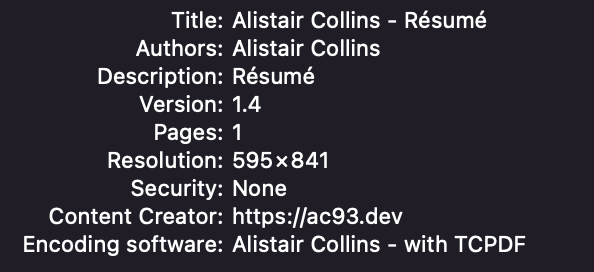 Title: Alistair Collins - Résumé
Authors: Alistair Collins
Description: Résumé
Version: 1.4
Pages: 1
Resolution: 595×841
Security: None
Content Creator: https://ac93.dev
Encoding software: Alistair Collins - with TCPDF